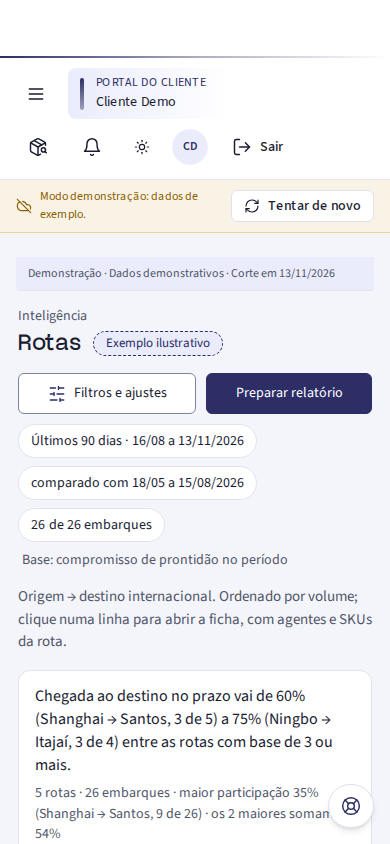 PORTAL DO CLIENTE
Cliente Demo
CD
Sair
Modo demonstração: dados de
exemplo.
Tentar de novo
Demonstração · Dados demonstrativos · Corte em 13/11/2026
Inteligência
Rotas
Exemplo ilustrativo
Filtros e ajustes
Preparar relatório
Últimos 90 dias · 16/08 a 13/11/2026
comparado com 18/05 a 15/08/2026
26 de 26 embarques
Base: compromisso de prontidão no período
Origem → destino internacional. Ordenado por volume;
clique numa linha para abrir a ficha, com agentes e SKUs
da rota.
Chegada ao destino no prazo vai de 60%
(Shanghai → Santos, 3 de 5) a 75% (Ningbo →
Itajaí, 3 de 4) entre as rotas com base de 3 ou
mais.
5 rotas · 26 embarques · maior participação 35%
(Shanghai → Santos, 9 de 26) · os 2 maiores somam
54%